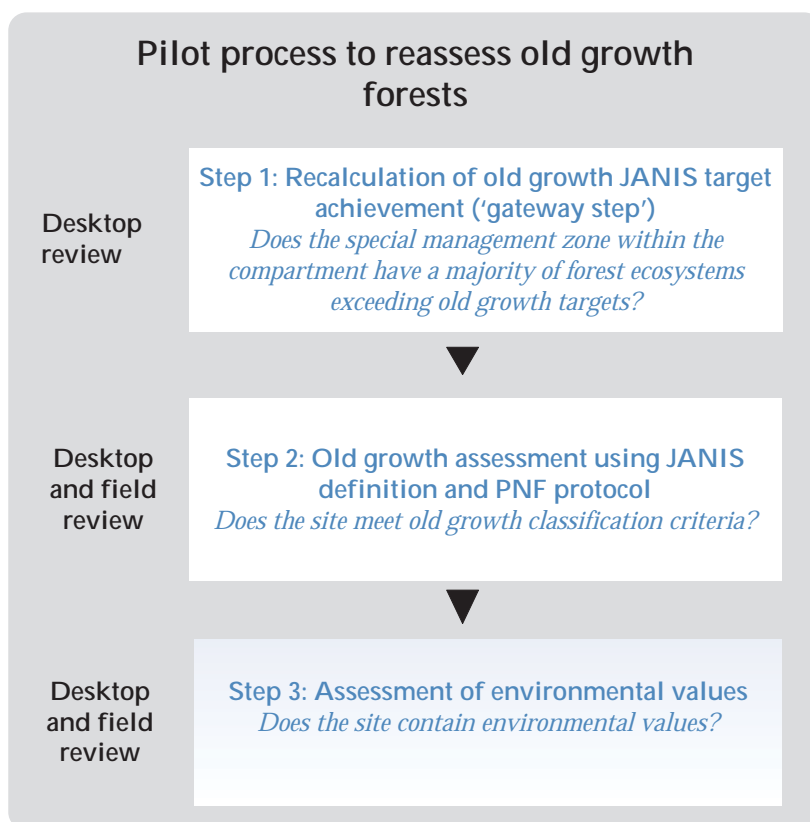 Pilot process to reassess old growth
forests
Desktop
review
Step 1: Recalculation of old growth JANIS target
achievement (‘gateway step’)
Does the special management zone within the
compartment have a majority of forest ecosystems
exceeding old growth targets?
Desktop
and field
review
Step 2: Old growth assessment using JANIS
definition and PNF protocol
Does the site meet old growth classification criteria?
Desktop
and field
review
Step 3: Assessment of environmental values
Does the site contain environmental values?